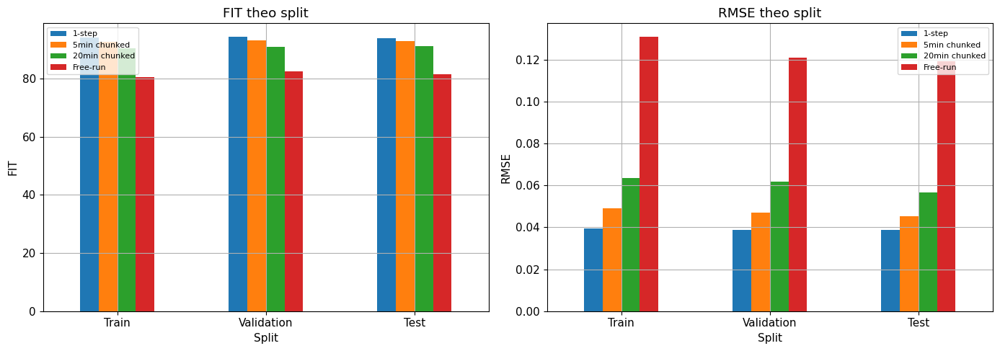 FIT theo split
1-step
5min chunked
20min chunked
Free-run
80
60
40
20
0
FIT
Train
Validation
Test
Split
RMSE theo split
1-step
5min chunked
20min chunked
Free-run
0.12
0.10
0.08
0.06
0.04
0.02
0.00
RMSE
Train
Validation
Test
Split